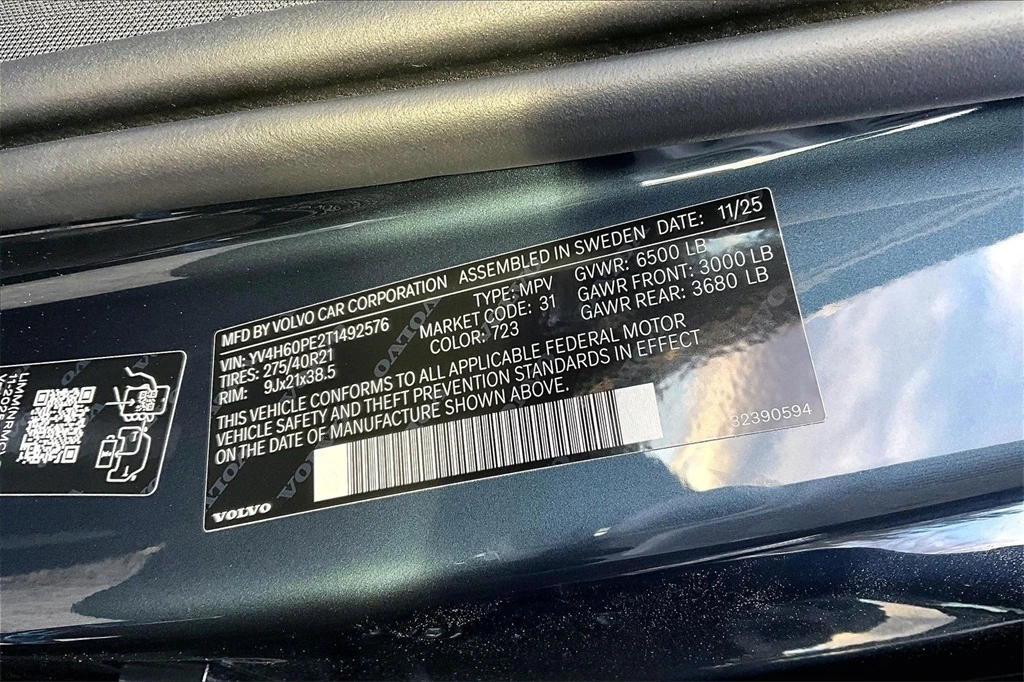 MFD BY VOLVO CAR CORPORATION ASSEMBLED IN SWEDEN DATE: 11/25
VIN: YV4H60PE2T1492576 TYPE: MPV GVWR: 6500 LB
TIRES: 275/40R21 MARKET CODE: 31 GAWR FRONT: 3000 LB
RIM: 9Jx21x38.5 COLOR: 723 GAWR REAR: 3680 LB
THIS VEHICLE CONFORMS TO ALL APPLICABLE FEDERAL MOTOR
VEHICLE SAFETY AND THEFT PREVENTION STANDARDS IN EFFECT
ON THE DATE OF MANUFACTURE SHOWN ABOVE.
32390594
VOLVO